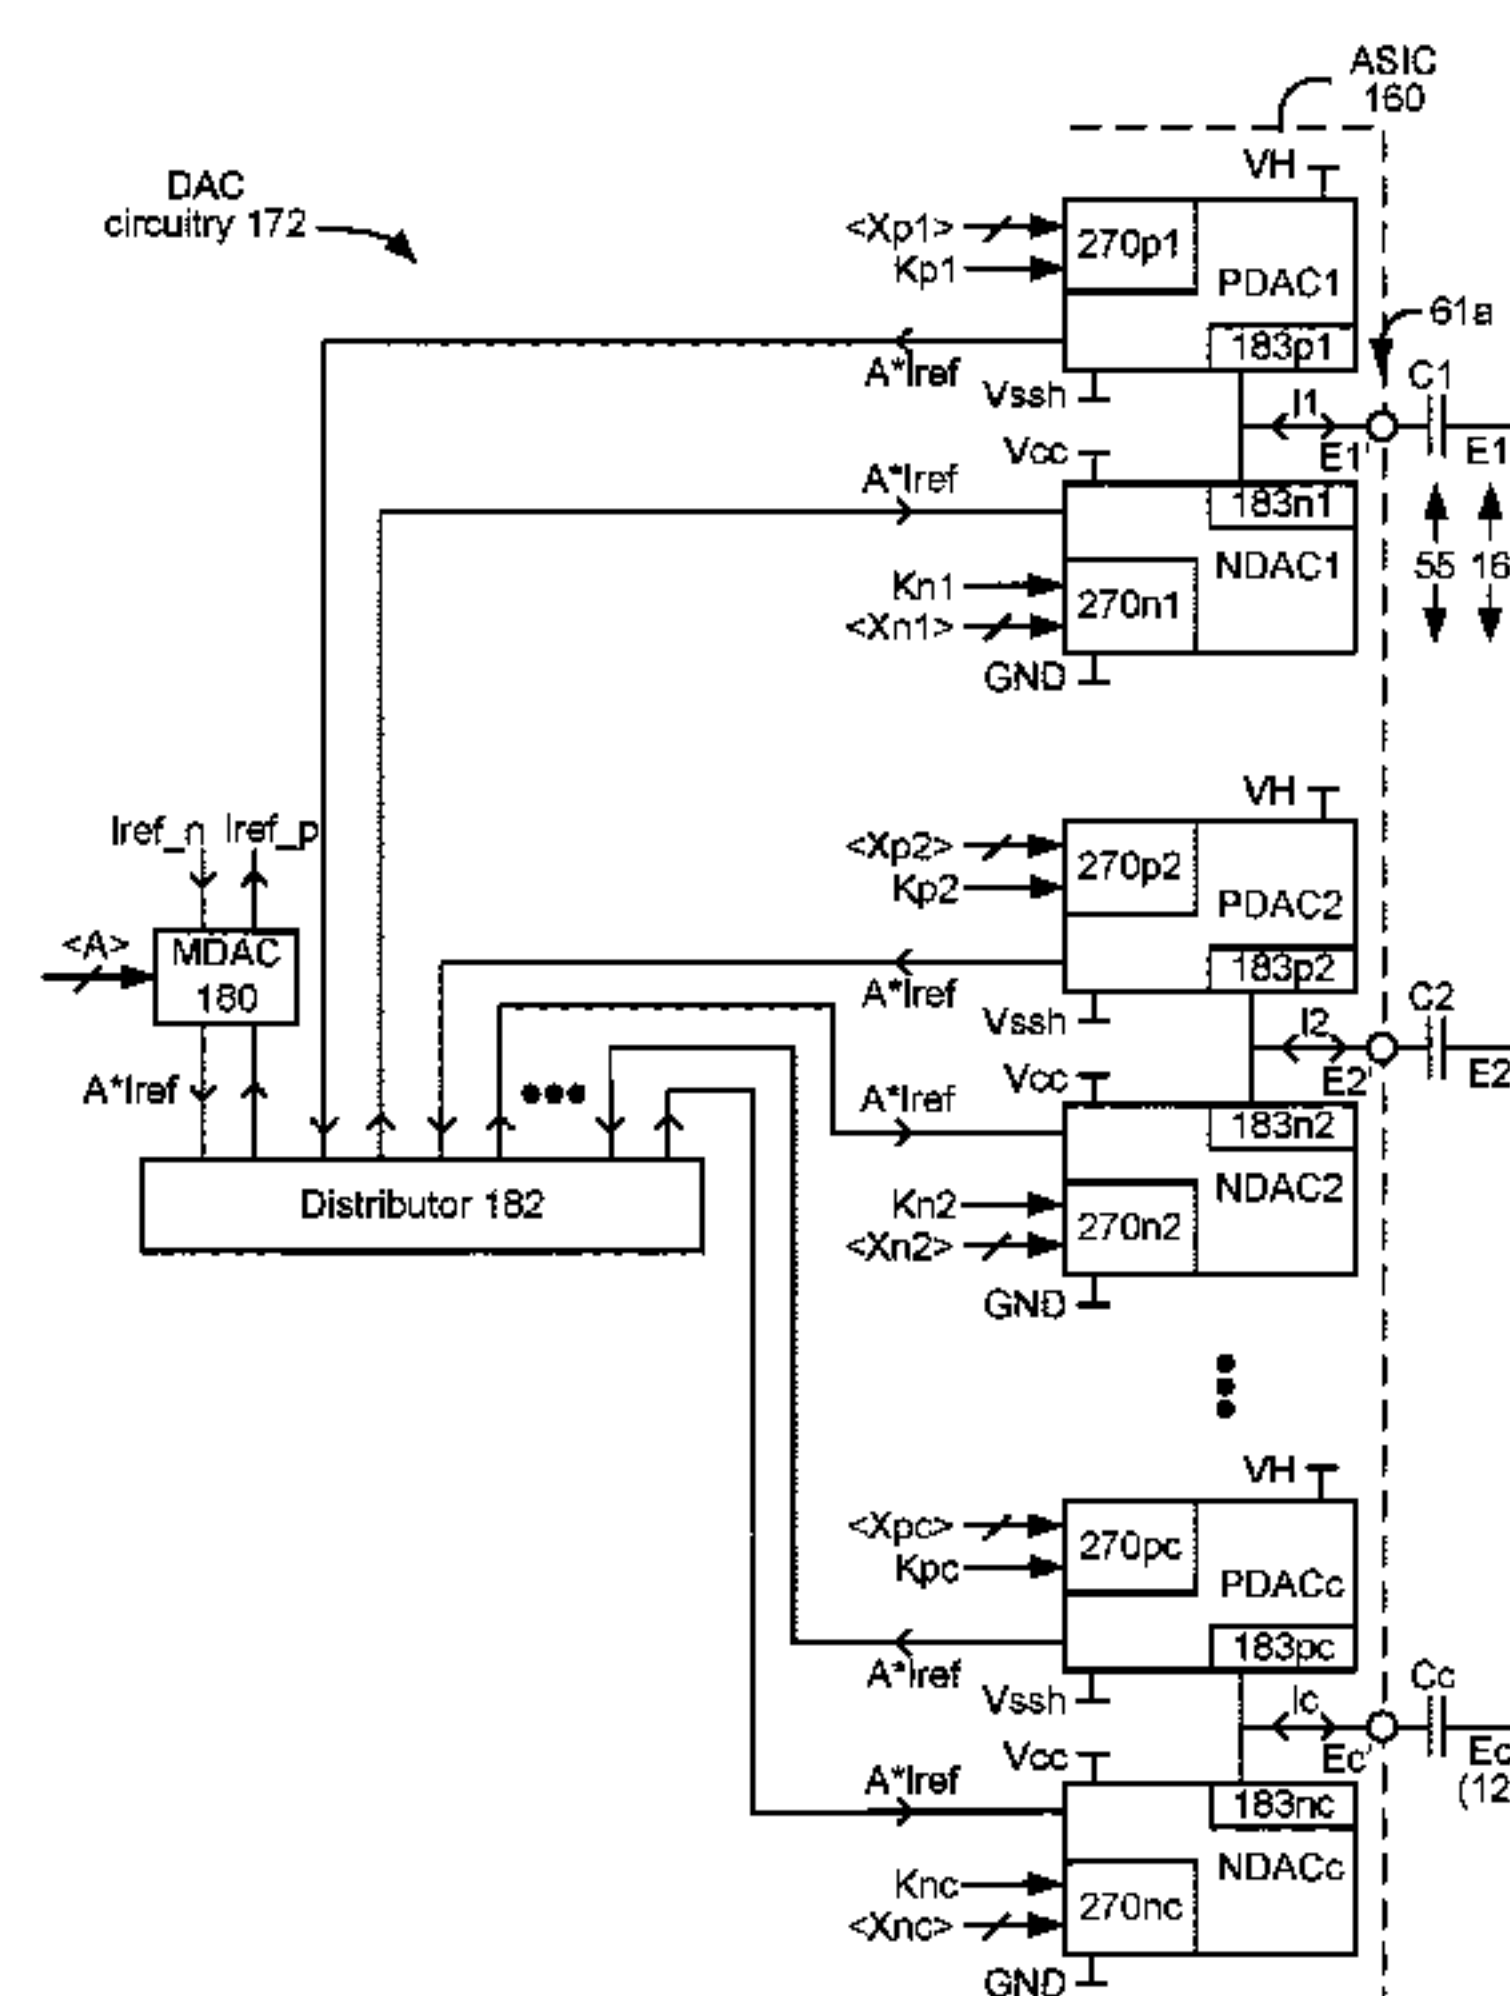 ASIC
160
DAC
circuitry 172
VH
<Xp1>
270p1
Kp1
PDAC1
61a
183p1
A*Iref
Vssh
C1
I1
Vcc
E1'
E1
A*Iref
183n1
NDAC1
55
16
Kn1
270n1
<Xn1>
GND
VH
Iref_n
Iref_p
<Xp2>
270p2
Kp2
PDAC2
<A>
MDAC
180
183p2
A*Iref
Vssh
C2
I2
Vcc
E2'
E2
A*Iref
A*Iref
183n2
Distributor 182
NDAC2
Kn2
270n2
<Xn2>
GND
VH
<Xpc>
270pc
Kpc
PDACc
183pc
A*Iref
Vssh
Cc
Ic
Vcc
Ec'
Ec
(12
A*Iref
183nc
NDACc
Knc
270nc
<Xnc>
GND